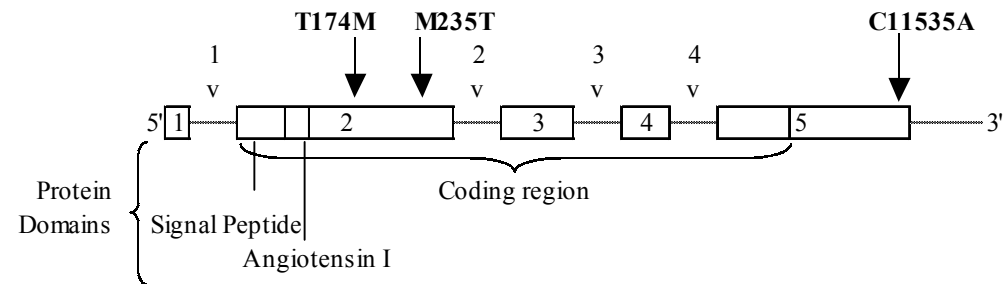 T174M M235T C11535A
1 2 3 4
v v v v
5' 1 2 3 4 5 3'
Protein Coding region
Domains Signal Peptide
Angiotensin I